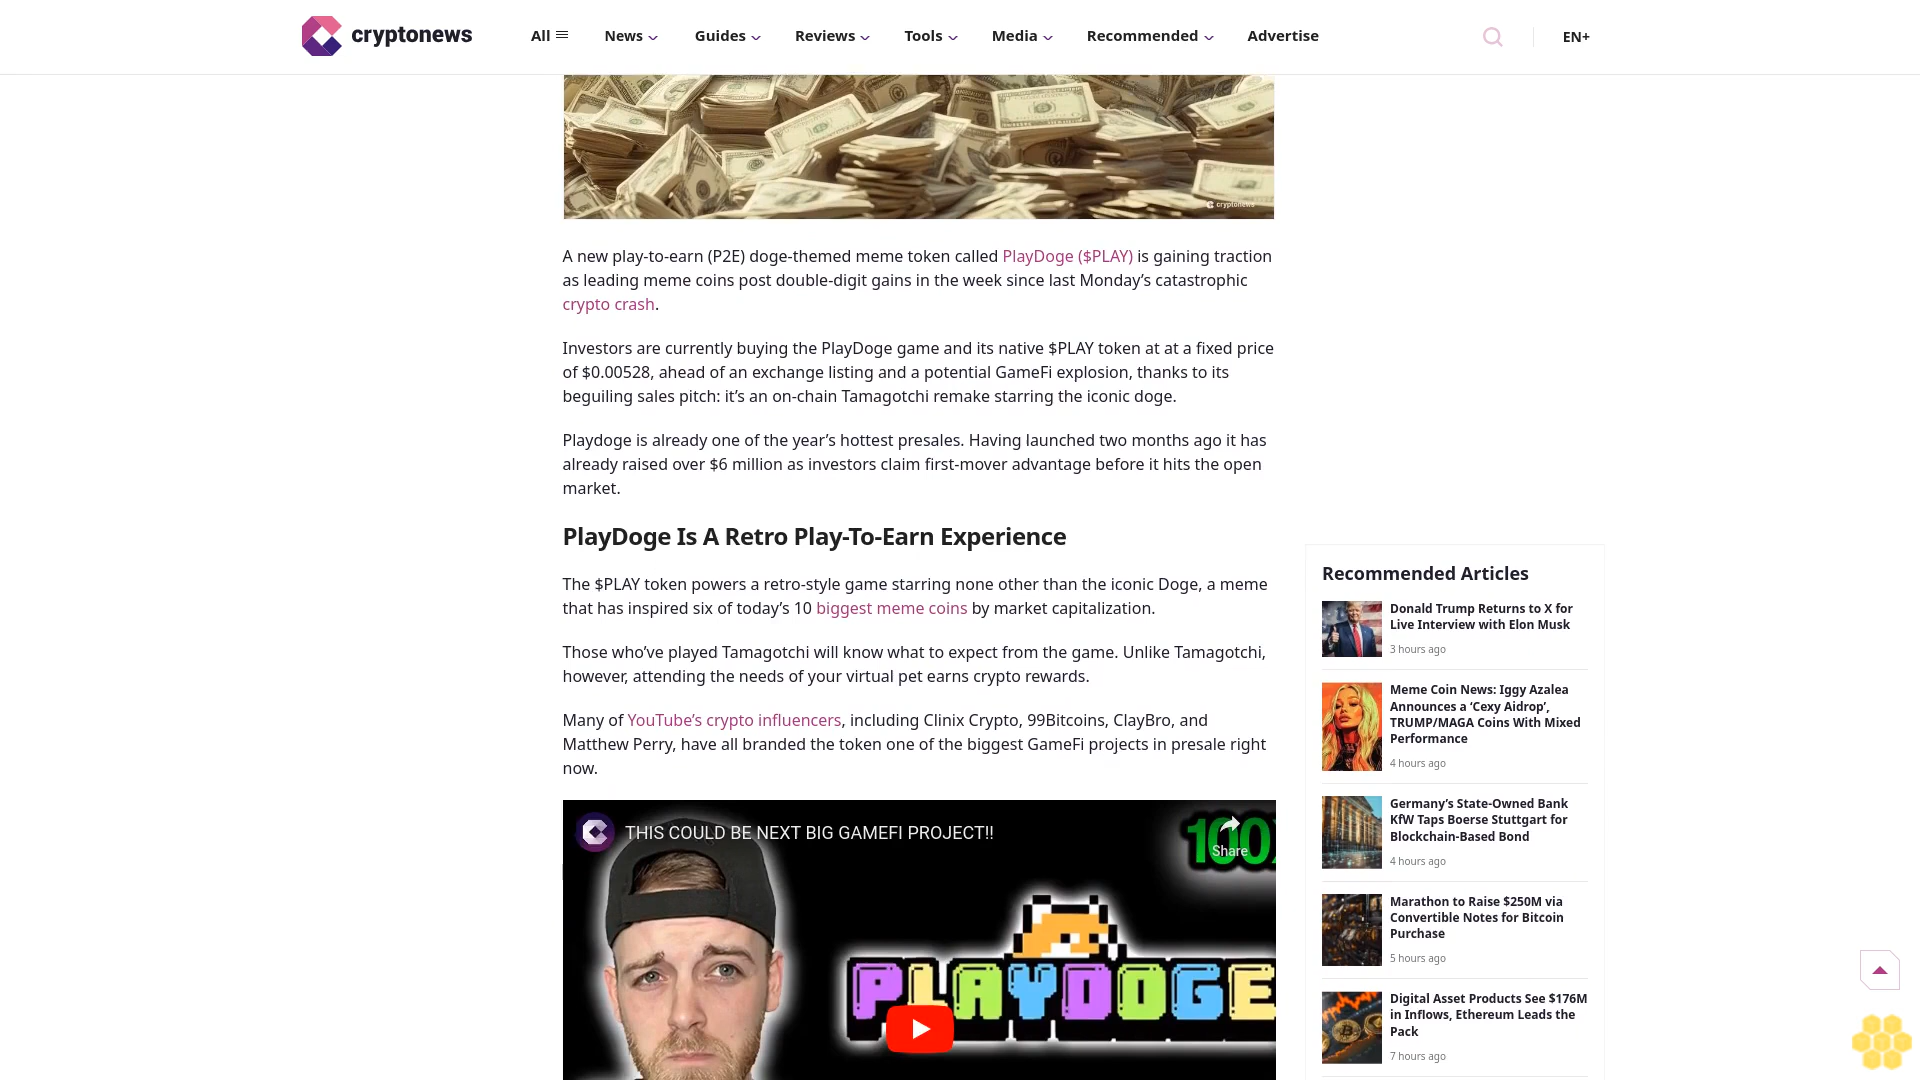 cryptonews
All
News
Guides
Reviews
Tools
Media
Recommended
Advertise
EN+
cryptonews
A new play-to-earn (P2E) doge-themed meme token called PlayDoge ($PLAY) is gaining traction
as leading meme coins post double-digit gains in the week since last Monday’s catastrophic
crypto crash.
Investors are currently buying the PlayDoge game and its native $PLAY token at at a fixed price
of $0.00528, ahead of an exchange listing and a potential GameFi explosion, thanks to its
beguiling sales pitch: it’s an on-chain Tamagotchi remake starring the iconic doge.
Playdoge is already one of the year’s hottest presales. Having launched two months ago it has
already raised over $6 million as investors claim first-mover advantage before it hits the open
market.
PlayDoge Is A Retro Play-To-Earn Experience
The $PLAY token powers a retro-style game starring none other than the iconic Doge, a meme
that has inspired six of today’s 10 biggest meme coins by market capitalization.
Those who’ve played Tamagotchi will know what to expect from the game. Unlike Tamagotchi,
however, attending the needs of your virtual pet earns crypto rewards.
Many of YouTube’s crypto influencers, including Clinix Crypto, 99Bitcoins, ClayBro, and
Matthew Perry, have all branded the token one of the biggest GameFi projects in presale right
now.
THIS COULD BE NEXT BIG GAMEFI PROJECT!!
100X
Share
PLAYDOGE
Recommended Articles
Donald Trump Returns to X for
Live Interview with Elon Musk
3 hours ago
Meme Coin News: Iggy Azalea
Announces a ‘Cexy Aidrop’,
TRUMP/MAGA Coins With Mixed
Performance
4 hours ago
Germany’s State-Owned Bank
KfW Taps Boerse Stuttgart for
Blockchain-Based Bond
4 hours ago
Marathon to Raise $250M via
Convertible Notes for Bitcoin
Purchase
5 hours ago
Digital Asset Products See $176M
in Inflows, Ethereum Leads the
Pack
7 hours ago